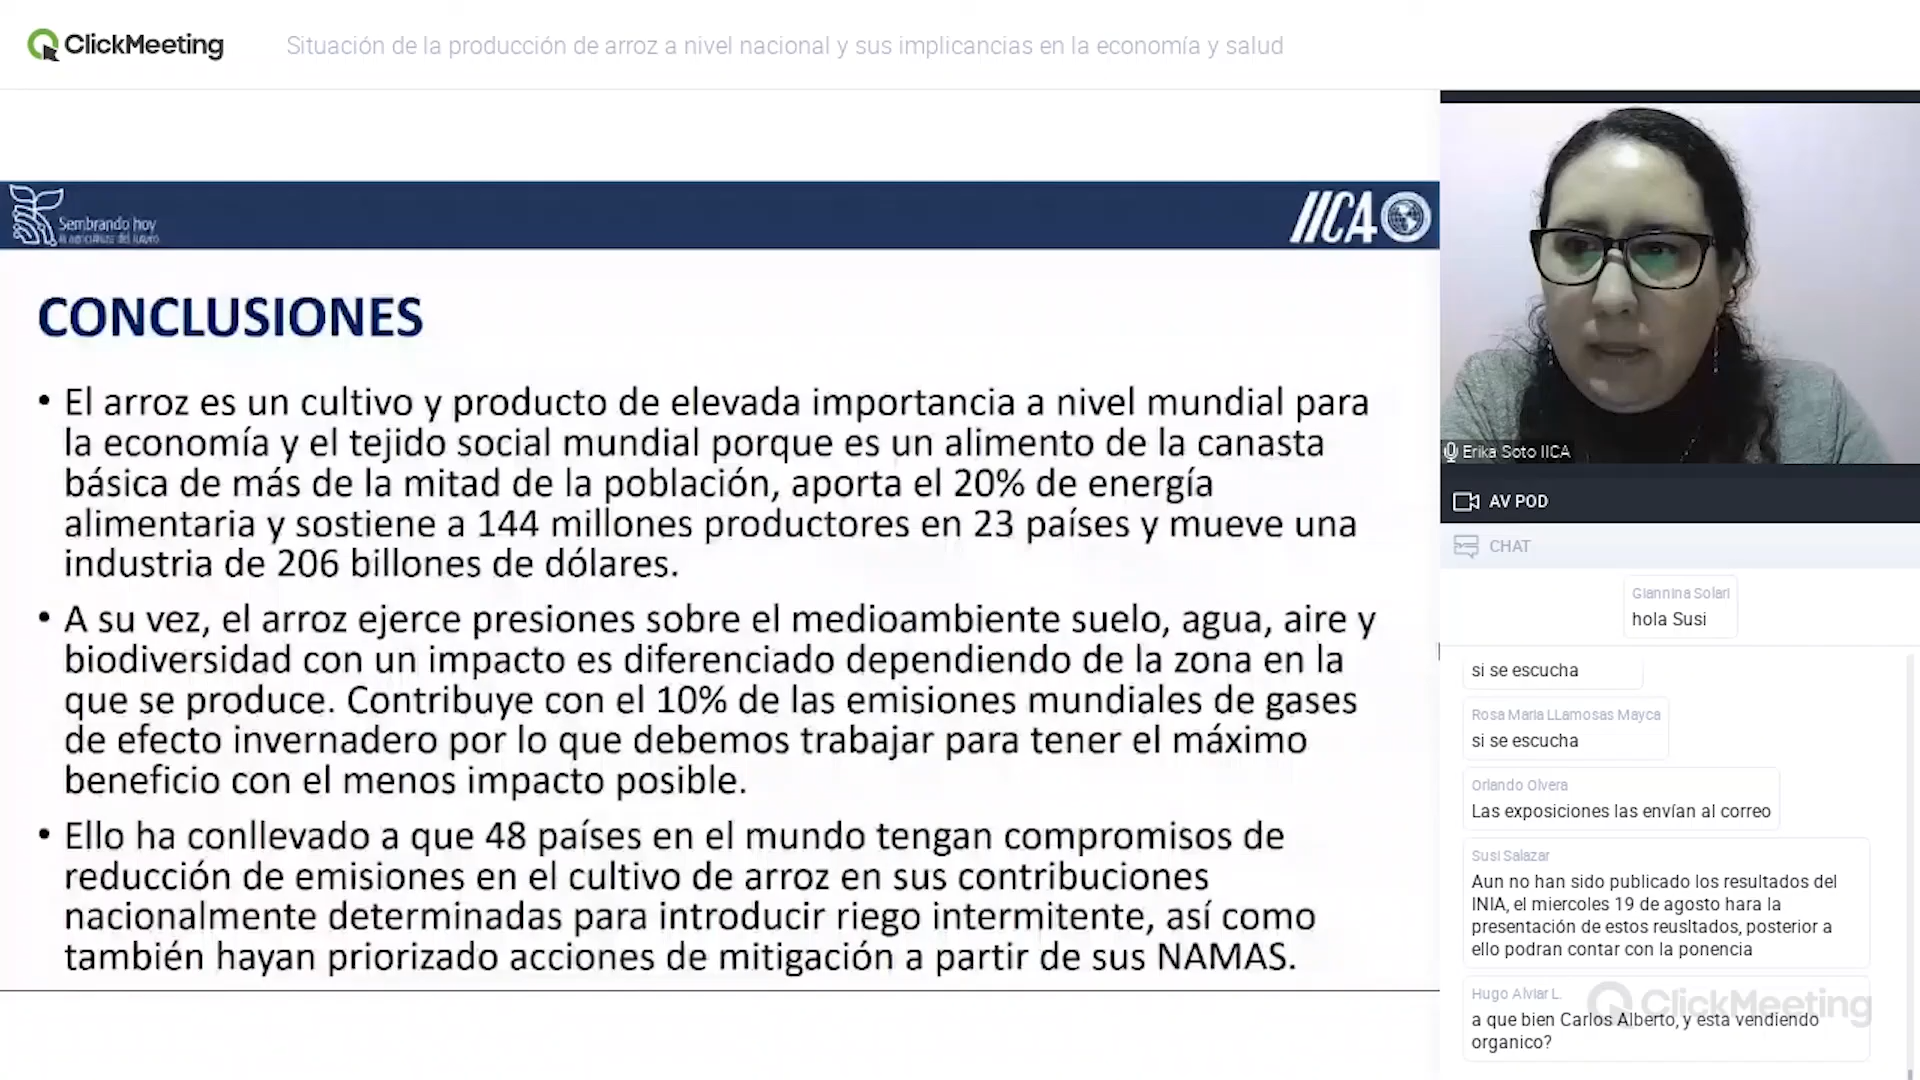 ClickMeeting
Situación de la producción de arroz a nivel nacional y sus implicancias en la economía y salud
Sembrando hoy
IICA
CONCLUSIONES
• El arroz es un cultivo y producto de elevada importancia a nivel mundial para
la economía y el tejido social mundial porque es un alimento de la canasta
básica de más de la mitad de la población, aporta el 20% de energía
alimentaria y sostiene a 144 millones productores en 23 países y mueve una
industria de 206 billones de dólares.
• A su vez, el arroz ejerce presiones sobre el medioambiente suelo, agua, aire y
biodiversidad con un impacto es diferenciado dependiendo de la zona en la
que se produce. Contribuye con el 10% de las emisiones mundiales de gases
de efecto invernadero por lo que debemos trabajar para tener el máximo
beneficio con el menos impacto posible.
• Ello ha conllevado a que 48 países en el mundo tengan compromisos de
reducción de emisiones en el cultivo de arroz en sus contribuciones
nacionalmente determinadas para introducir riego intermitente, así como
también hayan priorizado acciones de mitigación a partir de sus NAMAS.
Erika Soto IICA
AV POD
CHAT
Giannina Solari
hola Susi
si se escucha
Rosa Maria LLamosas Mayca
si se escucha
Orlando Olvera
Las exposiciones las envían al correo
Susi Salazar
Aun no han sido publicado los resultados del
INIA, el miercoles 19 de agosto hara la
presentación de estos reusltados, posterior a
ello podran contar con la ponencia
Hugo Alviar L.
a que bien Carlos Alberto, y esta vendiendo
organico?
ClickMeeting